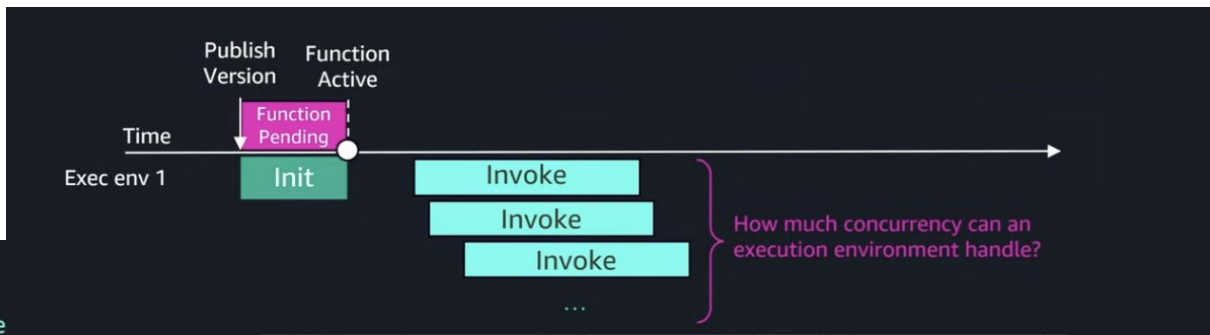 Publish
Version
Function
Active
Function
Pending
Time
Exec env 1
Init
Invoke
Invoke
Invoke
...
How much concurrency can an
execution environment handle?
e